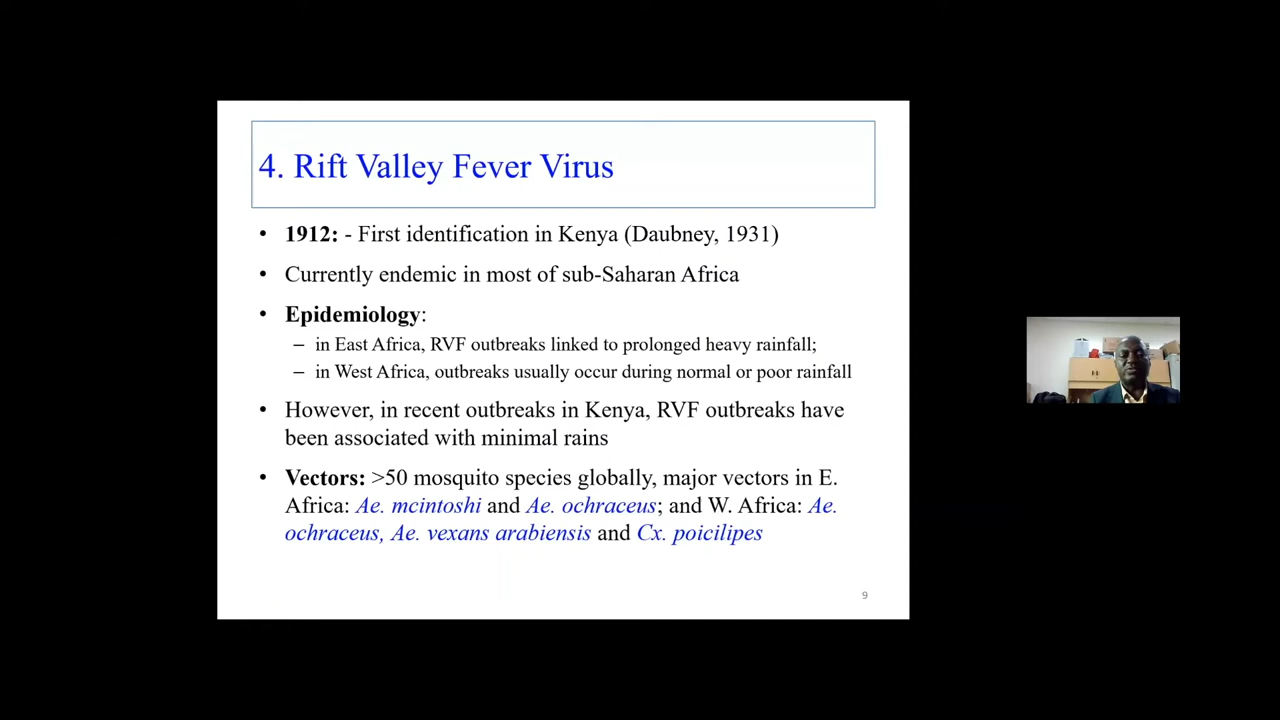 4. Rift Valley Fever Virus
• 1912: - First identification in Kenya (Daubney, 1931)
• Currently endemic in most of sub-Saharan Africa
• Epidemiology:
– in East Africa, RVF outbreaks linked to prolonged heavy rainfall;
– in West Africa, outbreaks usually occur during normal or poor rainfall
• However, in recent outbreaks in Kenya, RVF outbreaks have
been associated with minimal rains
• Vectors: >50 mosquito species globally, major vectors in E.
Africa: Ae. mcintoshi and Ae. ochraceus; and W. Africa: Ae.
ochraceus, Ae. vexans arabiensis and Cx. poicilipes
9